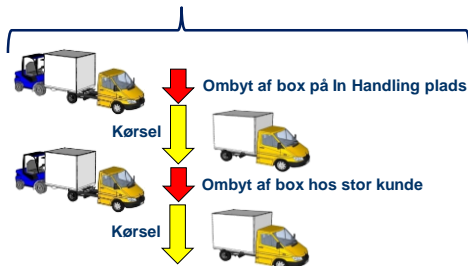 Ombyt af box på In Handling plads
Kørsel
Ombyt af box hos stor kunde
Kørsel